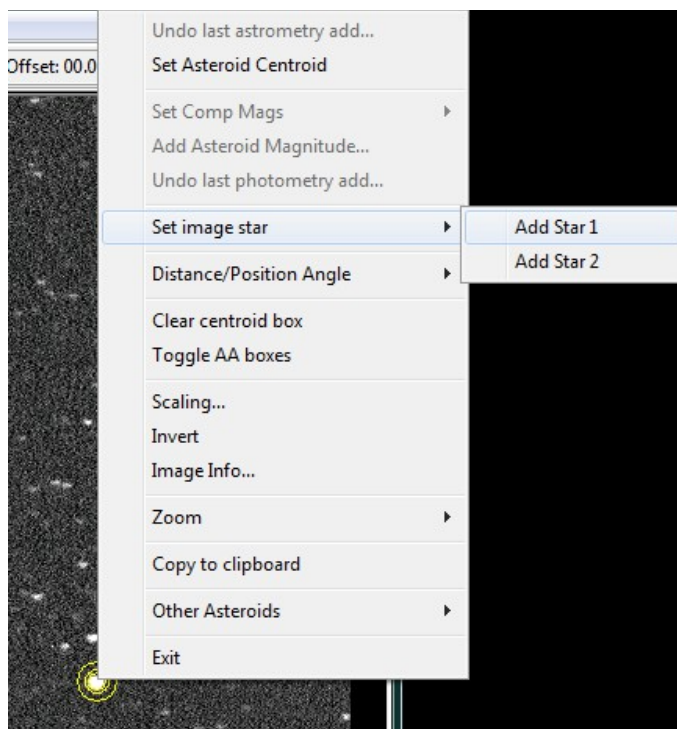 Undo last astrometry add...
Offset: 00.0
Set Asteroid Centroid
Set Comp Mags
Add Asteroid Magnitude...
Undo last photometry add...
Set image star
Add Star 1
Add Star 2
Distance/Position Angle
Clear centroid box
Toggle AA boxes
Scaling...
Invert
Image Info...
Zoom
Copy to clipboard
Other Asteroids
Exit